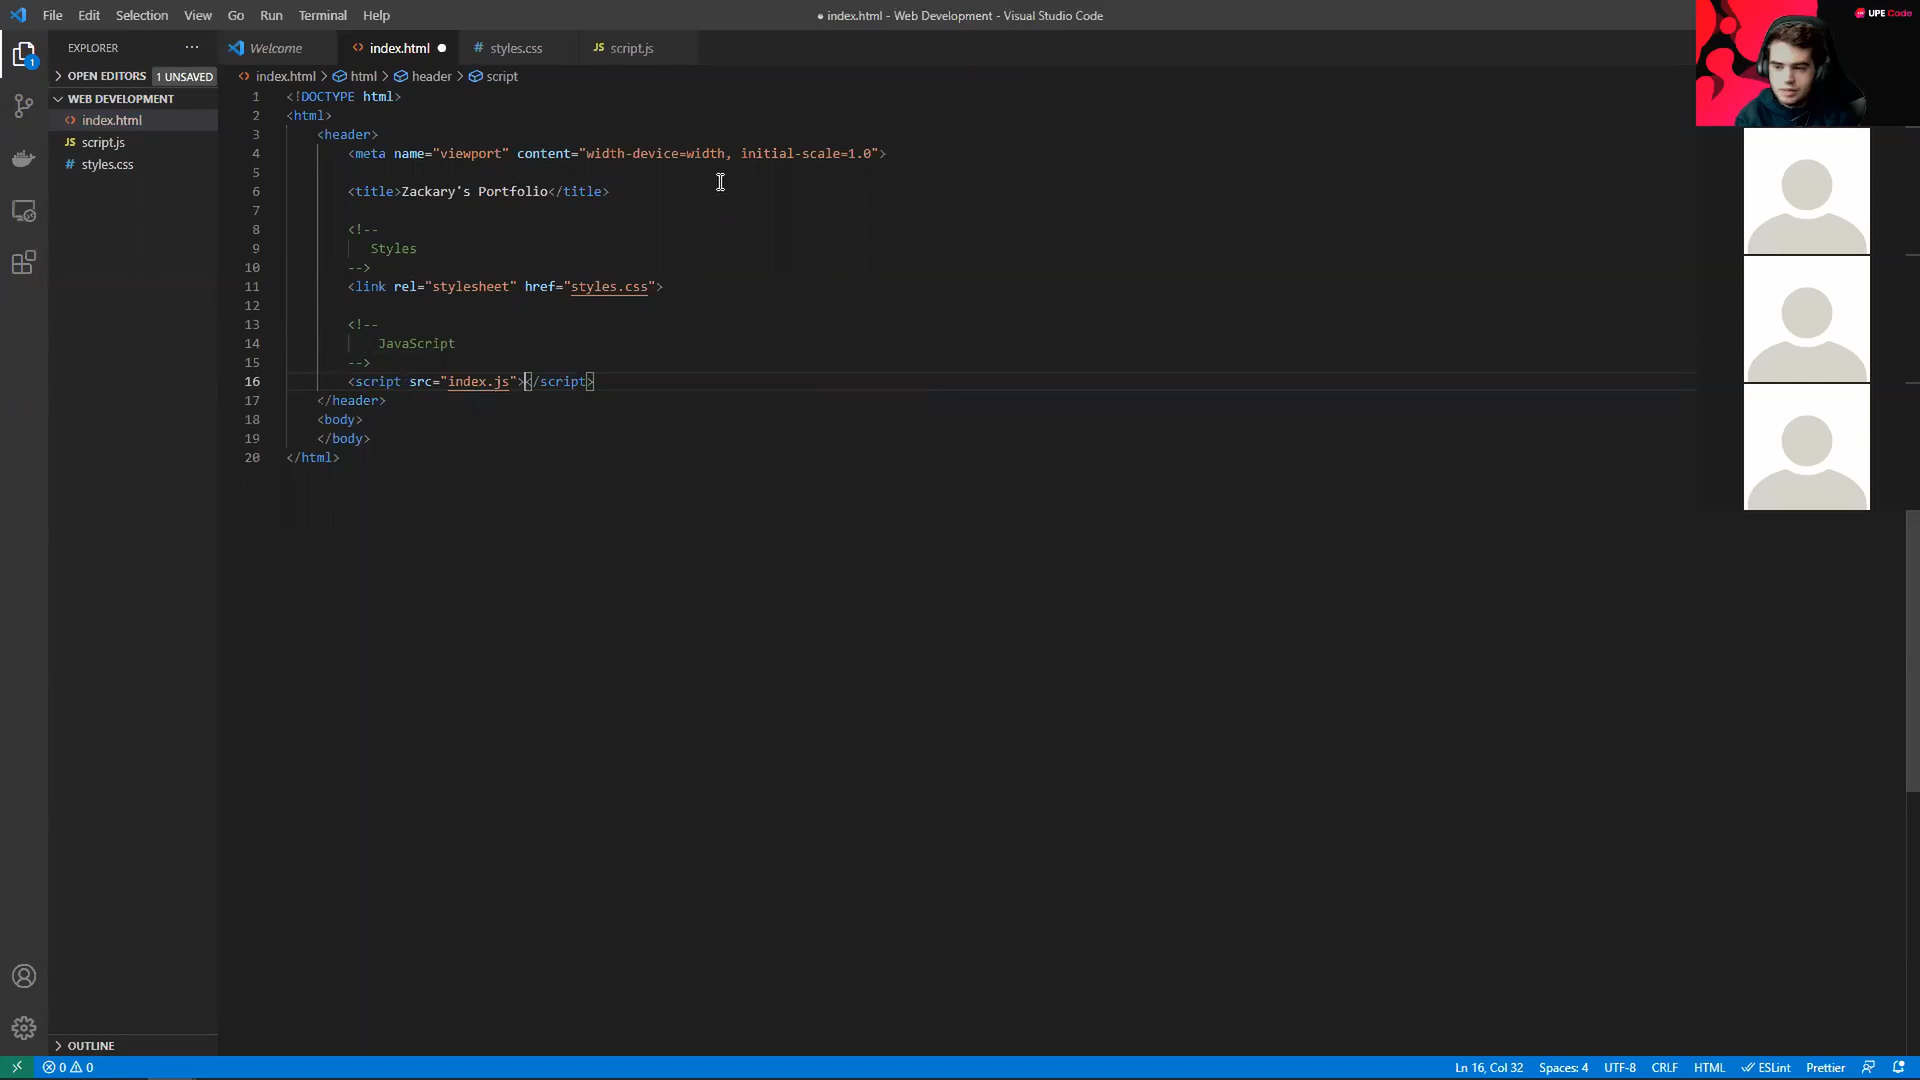 File Edit Selection View Go Run Terminal Help
● index.html - Web Development - Visual Studio Code
UPE Code
EXPLORER ···
Welcome
index.html ●
# styles.css
JS script.js
OPEN EDITORS 1 UNSAVED
index.html > html > header > script
WEB DEVELOPMENT
index.html
JS script.js
# styles.css
1
1 <!DOCTYPE html>
2 <html>
3 <header>
4 <meta name="viewport" content="width-device=width, initial-scale=1.0">
5
6 <title>Zackary's Portfolio</title>
7
8 <!--
9 Styles
10 -->
11 <link rel="stylesheet" href="styles.css">
12
13 <!--
14 JavaScript
15 -->
16 <script src="index.js"></script>
17 </header>
18 <body>
19 </body>
20 </html>
OUTLINE
0 0
Ln 16, Col 32 Spaces: 4 UTF-8 CRLF HTML ESLint Prettier